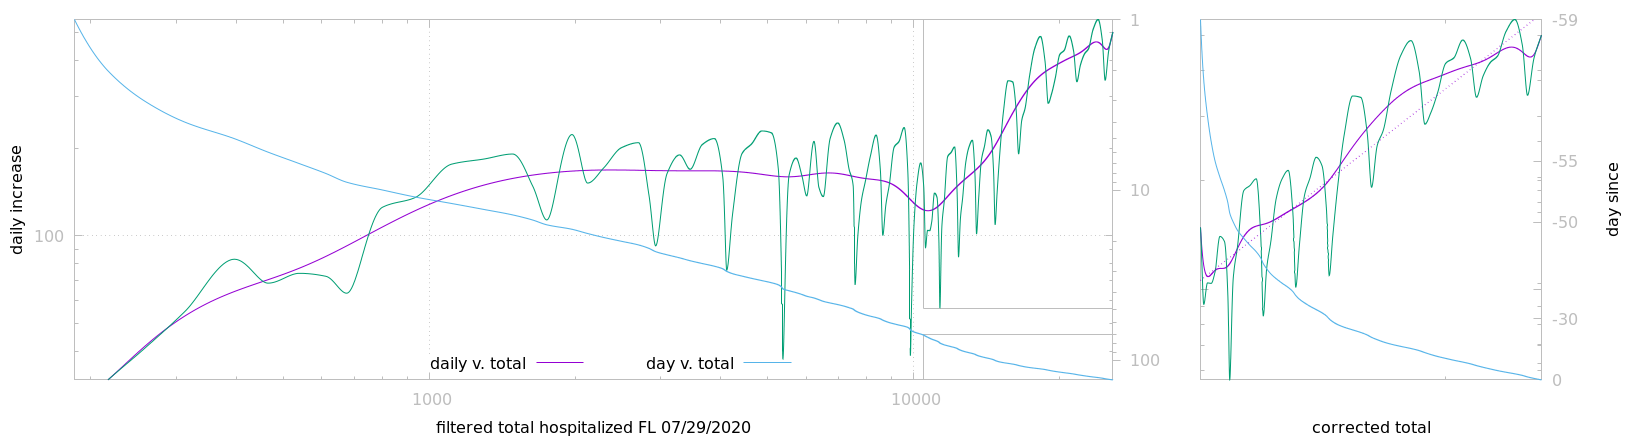 1
-59
daily increase
10
100
-55
-50
day since
-30
daily v. total
day v. total
100
0
1000
10000
filtered total hospitalized FL 07/29/2020
corrected total